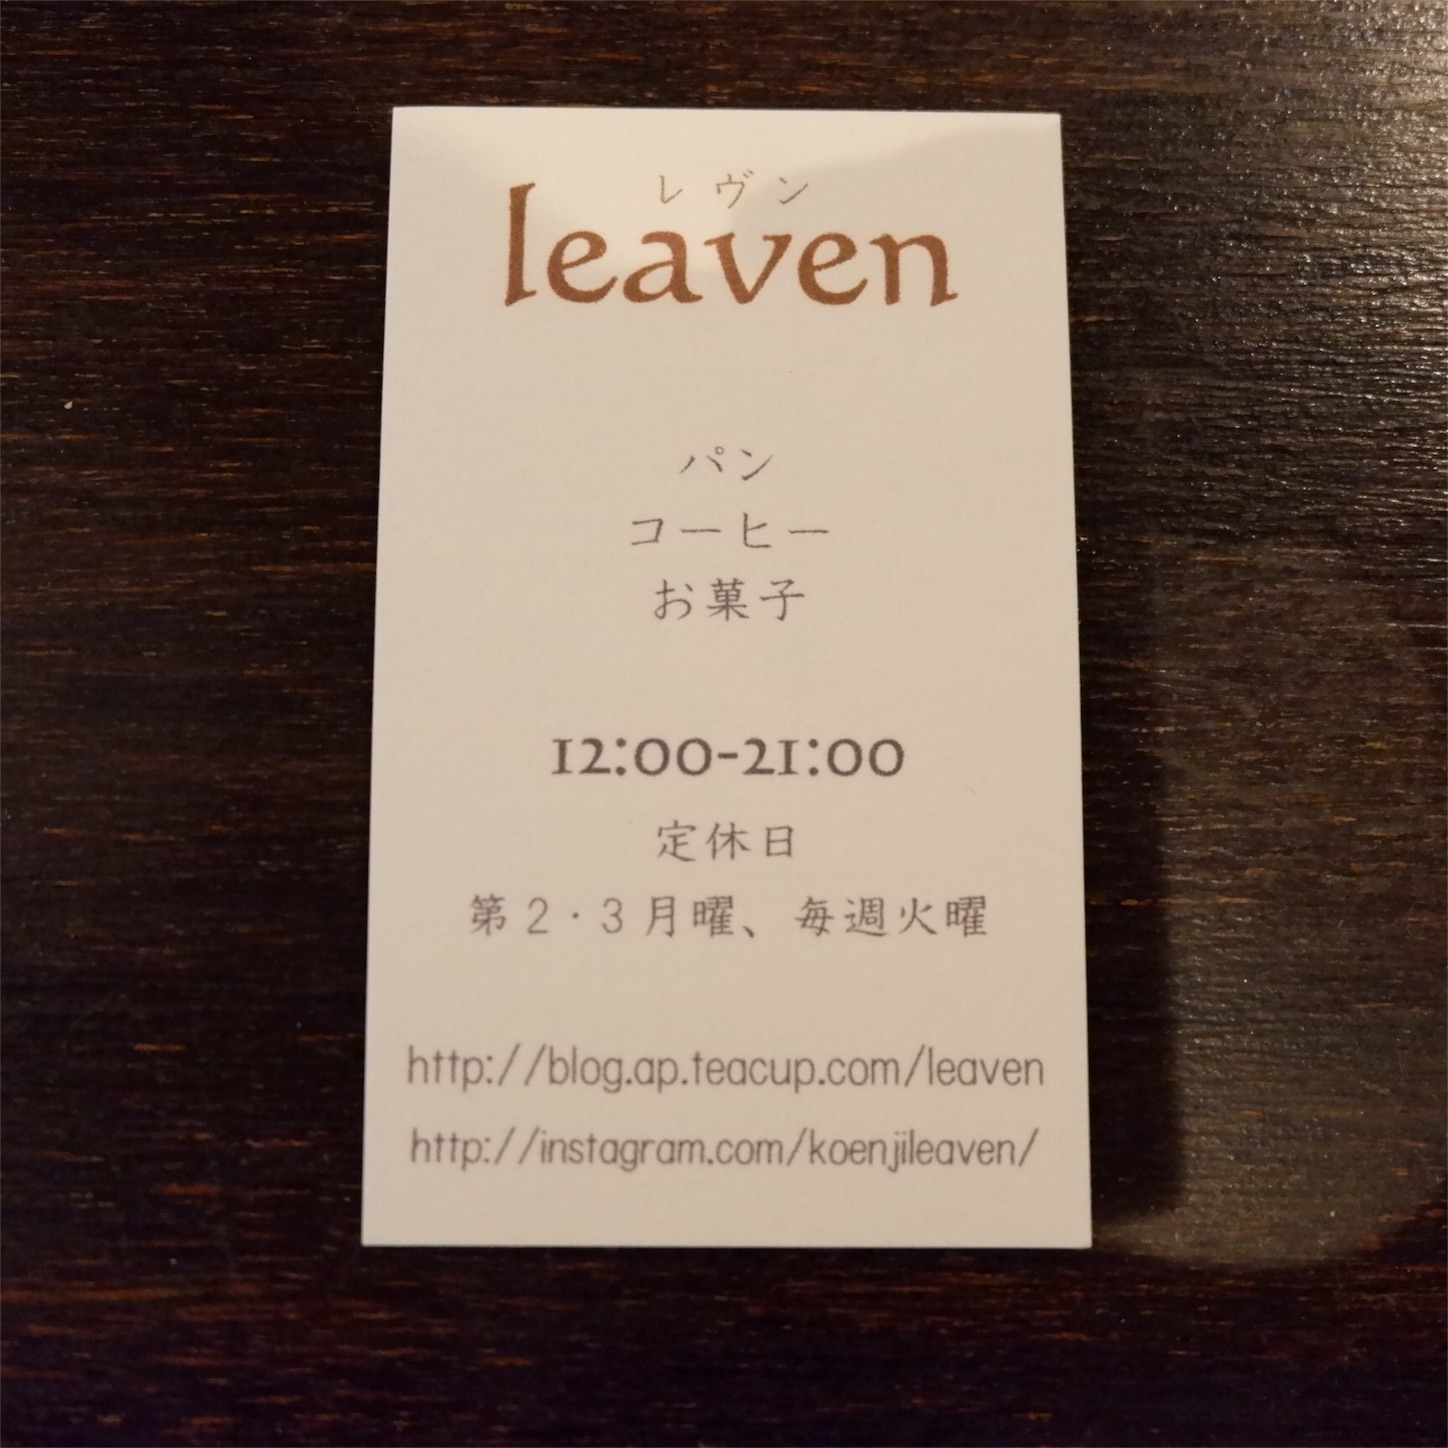 レヴン
leaven
パン
コーヒー
お菓子
12:00-21:00
定休日
第2・3月曜、毎週火曜
http://blog.ap.teacup.com/leaven
http://instagram.com/koenjileaven/